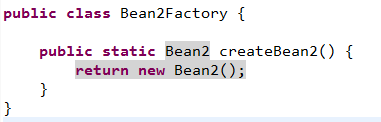 public class Bean2Factory {
public static Bean2 createBean2() {
return new Bean2();
}
}